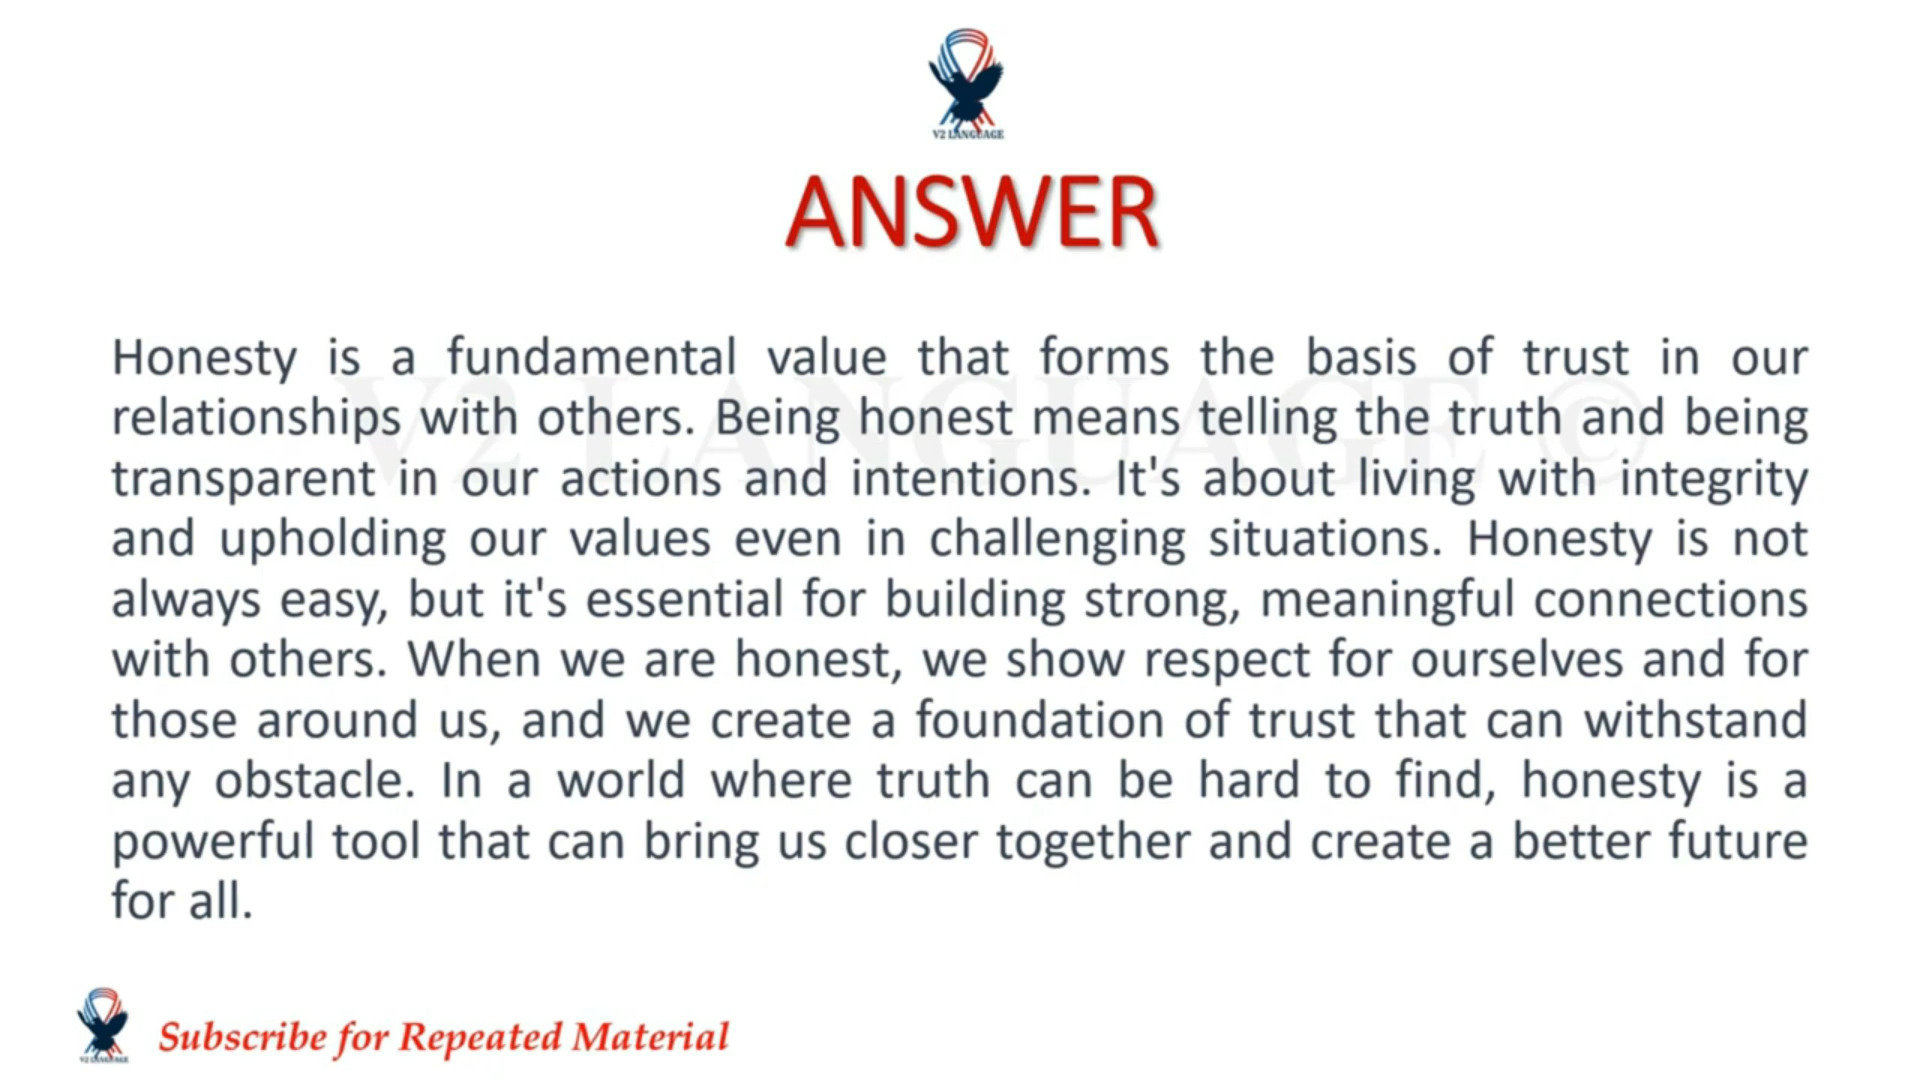 V2 LANGUAGE
ANSWER
V2 LANGUAGE ©
Honesty is a fundamental value that forms the basis of trust in our
relationships with others. Being honest means telling the truth and being
transparent in our actions and intentions. It's about living with integrity
and upholding our values even in challenging situations. Honesty is not
always easy, but it's essential for building strong, meaningful connections
with others. When we are honest, we show respect for ourselves and for
those around us, and we create a foundation of trust that can withstand
any obstacle. In a world where truth can be hard to find, honesty is a
powerful tool that can bring us closer together and create a better future
for all.
V2 LANGUAGE
Subscribe for Repeated Material